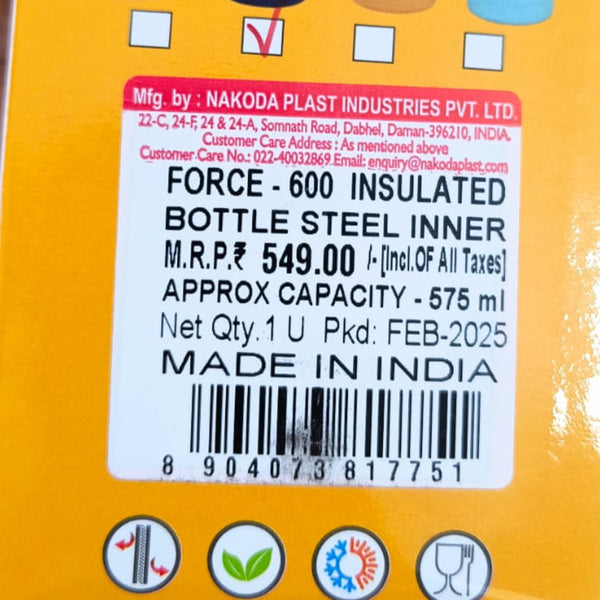 Mfg. by : NAKODA PLAST INDUSTRIES PVT. LTD.
22-C, 24-F, 24 & 24-A, Somnath Road, Dabhel, Daman-396210, INDIA.
Customer Care Address : As mentioned above
Customer Care No.: 022-40032869 Email: enquiry@nakodaplast.com
FORCE - 600 INSULATED
BOTTLE STEEL INNER
M.R.P.₹ 549.00 /- [Incl.OF All Taxes]
APPROX CAPACITY - 575 ml
Net Qty.1 U Pkd: FEB-2025
MADE IN INDIA
8 904073 817751